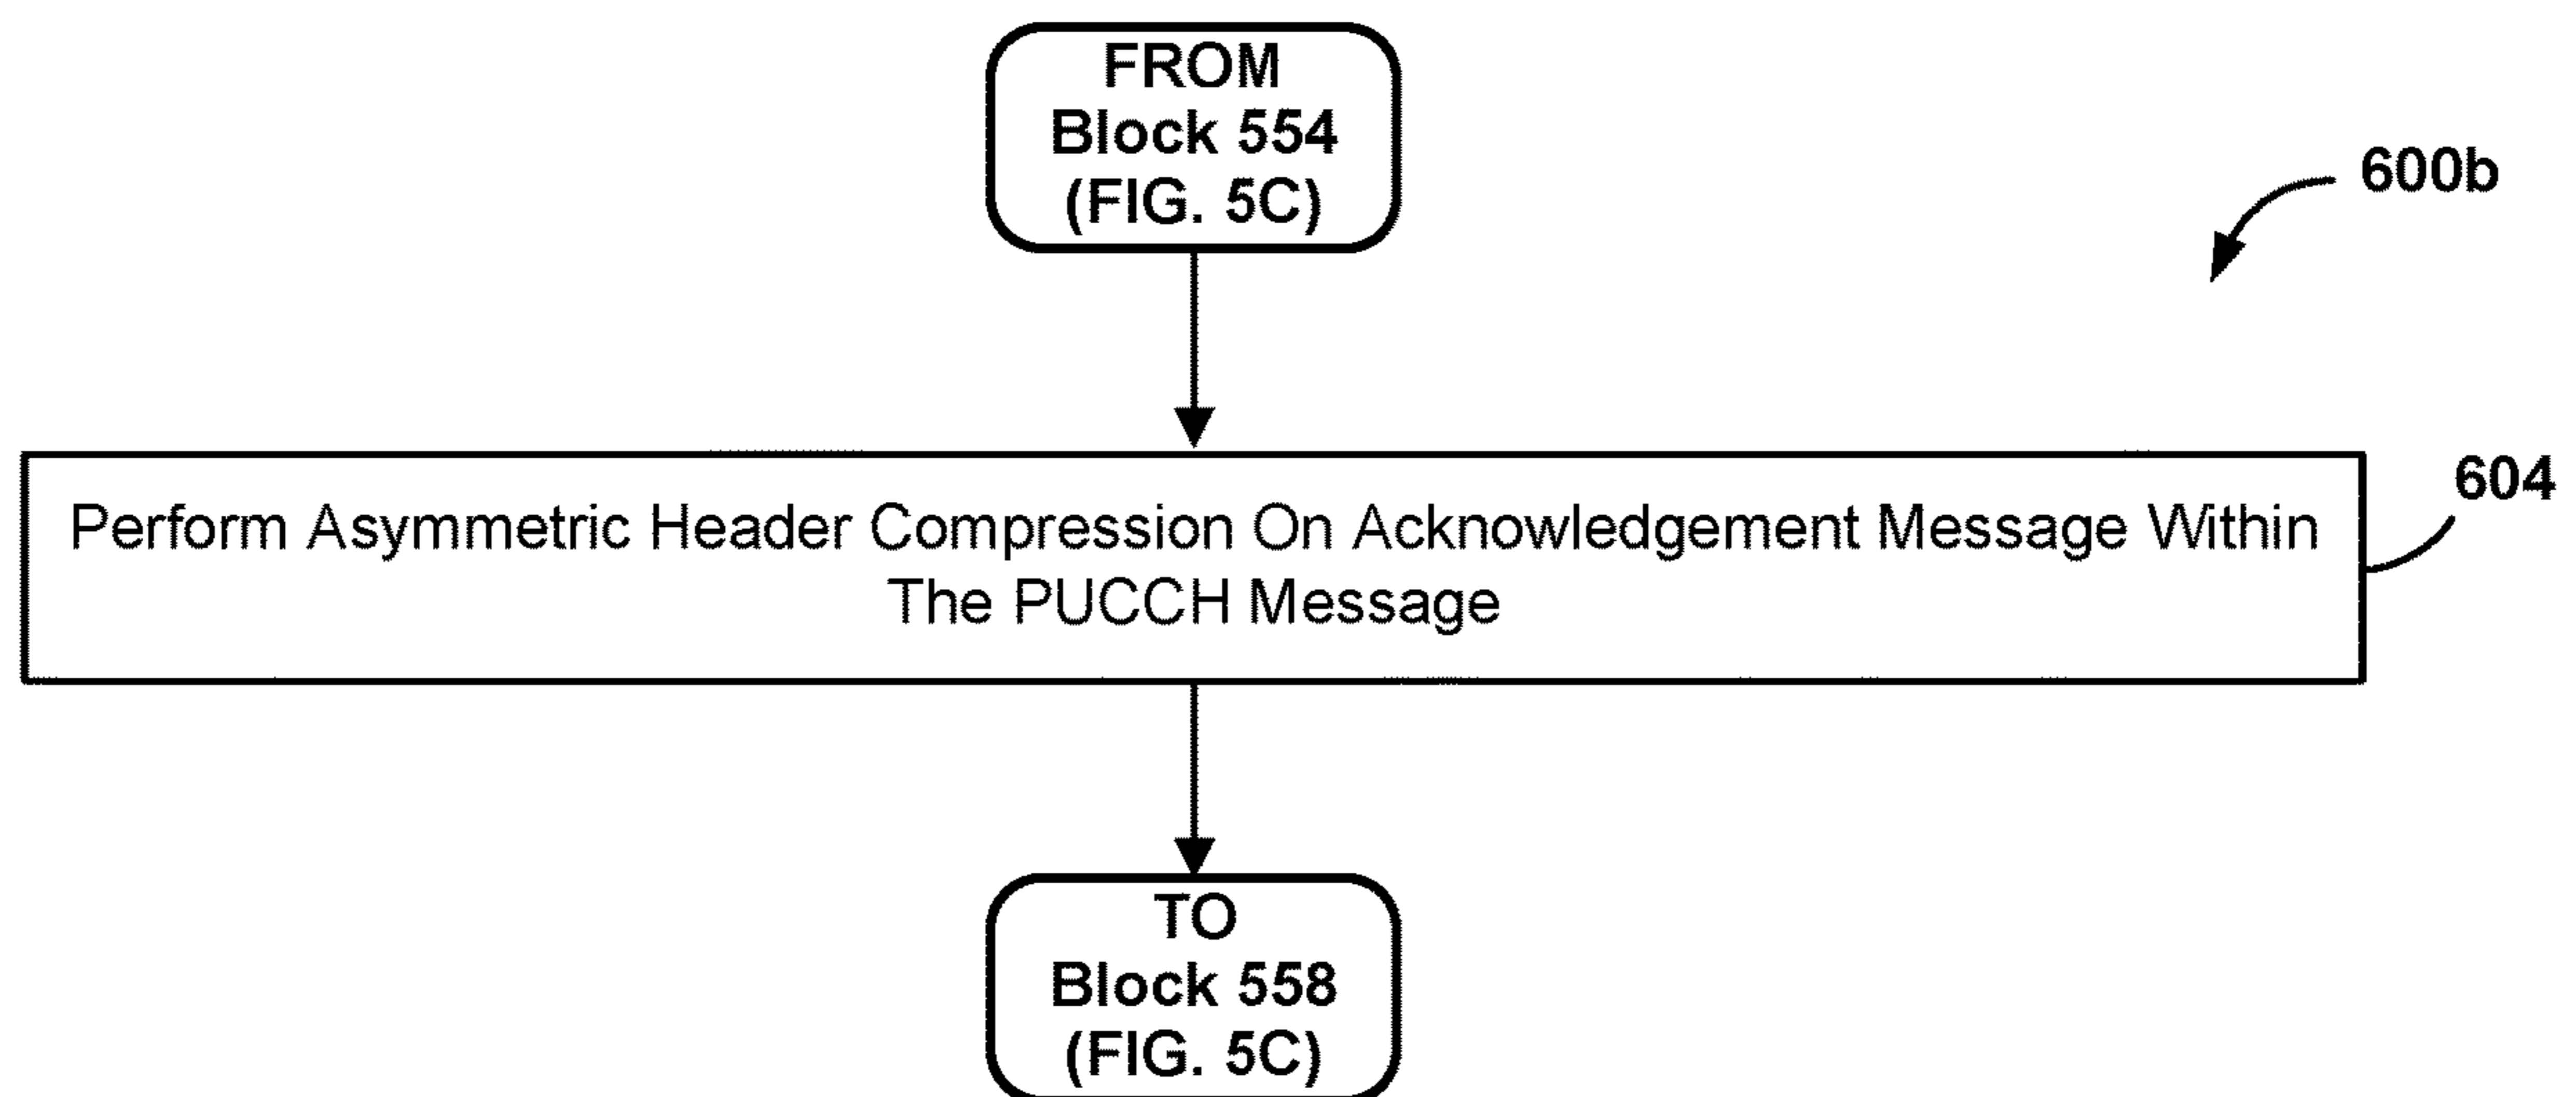 FROM
Block 554
(FIG. 5C)
600b
604
Perform Asymmetric Header Compression On Acknowledgement Message Within
The PUCCH Message
TO
Block 558
(FIG. 5C)